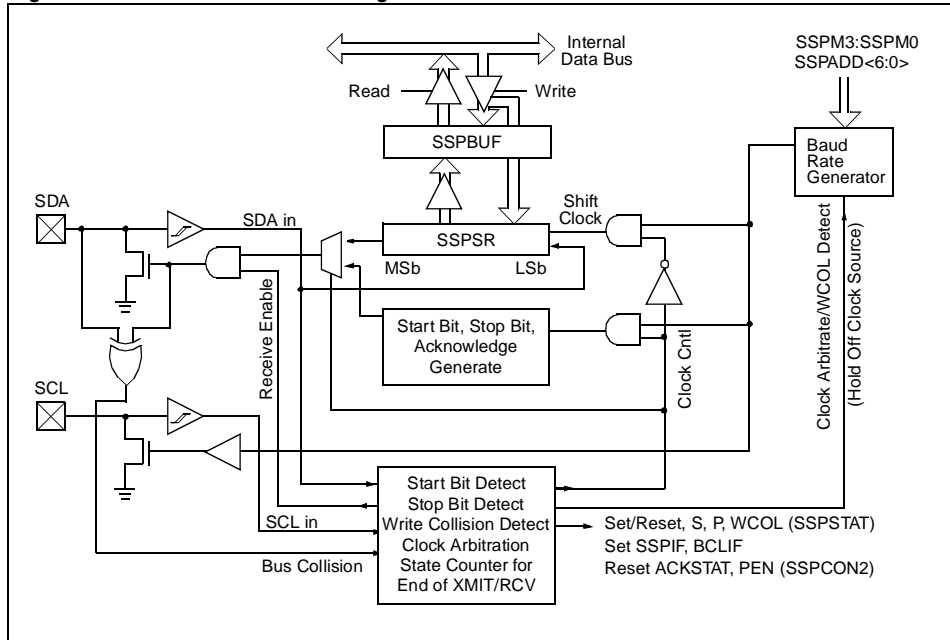 Internal
Data Bus
SSPM3:SSPM0
SSPADD<6:0>
Read
Write
SSPBUF
Baud
Rate
Generator
SDA
SDA in
Shift
Clock
SSPSR
MSb
LSb
Start Bit, Stop Bit,
Acknowledge
Generate
Receive Enable
Clock Cntl
Clock Arbitrate/WCOL Detect
(Hold Off Clock Source)
SCL
SCL in
Bus Collision
Start Bit Detect
Stop Bit Detect
Write Collision Detect
Clock Arbitration
State Counter for
End of XMIT/RCV
Set/Reset, S, P, WCOL (SSPSTAT)
Set SSPIF, BCLIF
Reset ACKSTAT, PEN (SSPCON2)